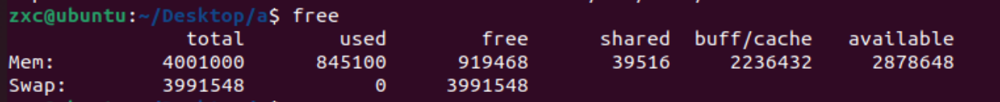 zxc@ubuntu:~/Desktop/a$ free
total used free shared buff/cache available
Mem: 4001000 845100 919468 39516 2236432 2878648
Swap: 3991548 0 3991548